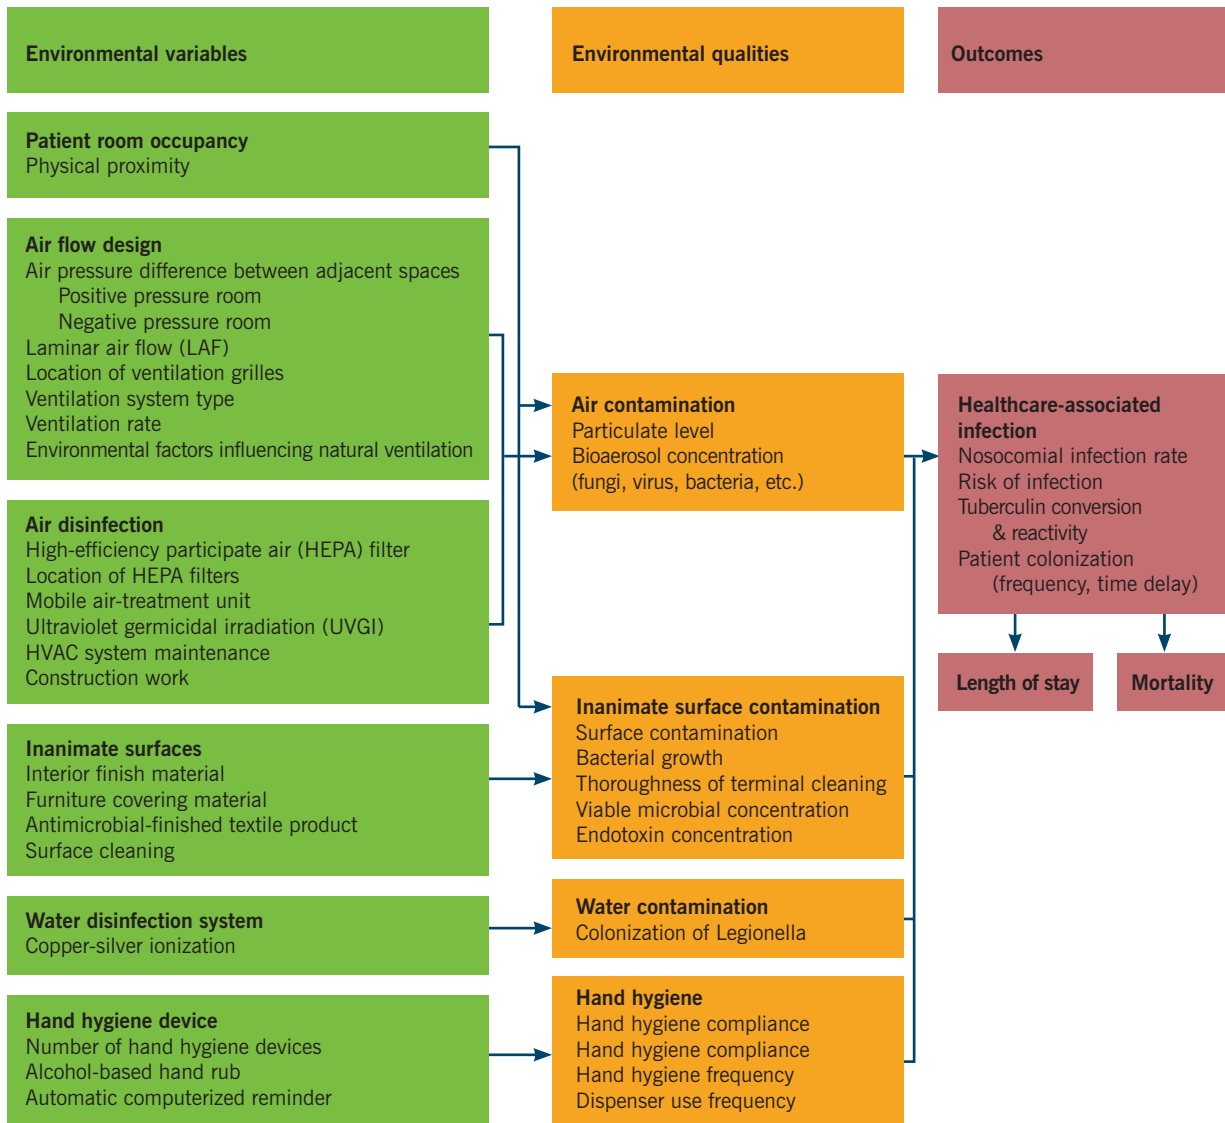 Environmental variables
Environmental qualities
Outcomes
Patient room occupancy
Physical proximity
Air flow design
Air pressure difference between adjacent spaces
Positive pressure room
Negative pressure room
Laminar air flow (LAF)
Location of ventilation grilles
Ventilation system type
Ventilation rate
Environmental factors influencing natural ventilation
Air disinfection
High-efficiency participate air (HEPA) filter
Location of HEPA filters
Mobile air-treatment unit
Ultraviolet germicidal irradiation (UVGI)
HVAC system maintenance
Construction work
Inanimate surfaces
Interior finish material
Furniture covering material
Antimicrobial-finished textile product
Surface cleaning
Water disinfection system
Copper-silver ionization
Hand hygiene device
Number of hand hygiene devices
Alcohol-based hand rub
Automatic computerized reminder
Air contamination
Particulate level
Bioaerosol concentration
(fungi, virus, bacteria, etc.)
Inanimate surface contamination
Surface contamination
Bacterial growth
Thoroughness of terminal cleaning
Viable microbial concentration
Endotoxin concentration
Water contamination
Colonization of Legionella
Hand hygiene
Hand hygiene compliance
Hand hygiene compliance
Hand hygiene frequency
Dispenser use frequency
Healthcare-associated
infection
Nosocomial infection rate
Risk of infection
Tuberculin conversion
& reactivity
Patient colonization
(frequency, time delay)
Length of stay
Mortality